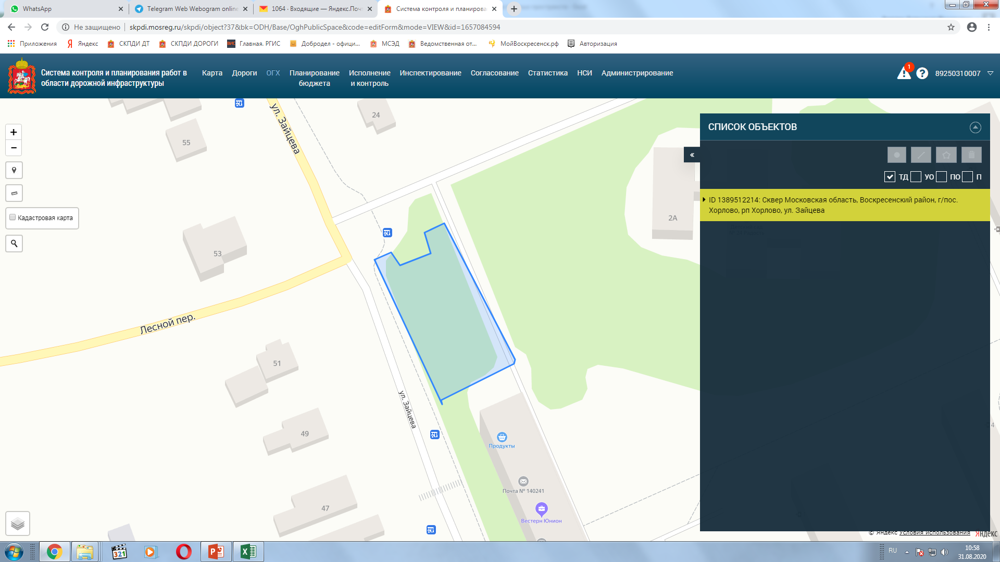 WhatsApp
Telegram Web Webogram online
1064 · Входящие — Яндекс.Поч
Система контроля и планирова
Не защищено
skpdi.mosreg.ru/skpdi/object?37&bk=ODH/Base/OghPublicSpace&code=editForm&mode=VIEW&id=1657084594
Приложения
Яндекс
СКПДИ ДТ
СКПДИ ДОРОГИ
Главная. РГИС
Добродел - офици...
МСЭД
Ведомственная от...
МойВоскресенск.рф
Авторизация
Система контроля и планирования работ в
области дорожной инфраструктуры
Карта
Дороги
ОГХ
Планирование
бюджета
Исполнение
и контроль
Инспектирование
Согласование
Статистика
НСИ
Администрирование
1
89250310007
+
−
Кадастровая карта
ул. Зайцева
24
55
53
2А
Лесной пер.
51
ул. Зайцева
49
47
Продукты
Почта № 140241
Вестерн Юнион
СПИСОК ОБЪЕКТОВ
«
ТД
УО
ПО
П
ID 1389512214: Сквер Московская область, Воскресенский район, г/пос.
Хорлово, рп Хорлово, ул. Зайцева
© Яндекс Условия использования
Яндекс
321
RU
10:58
31.08.2020